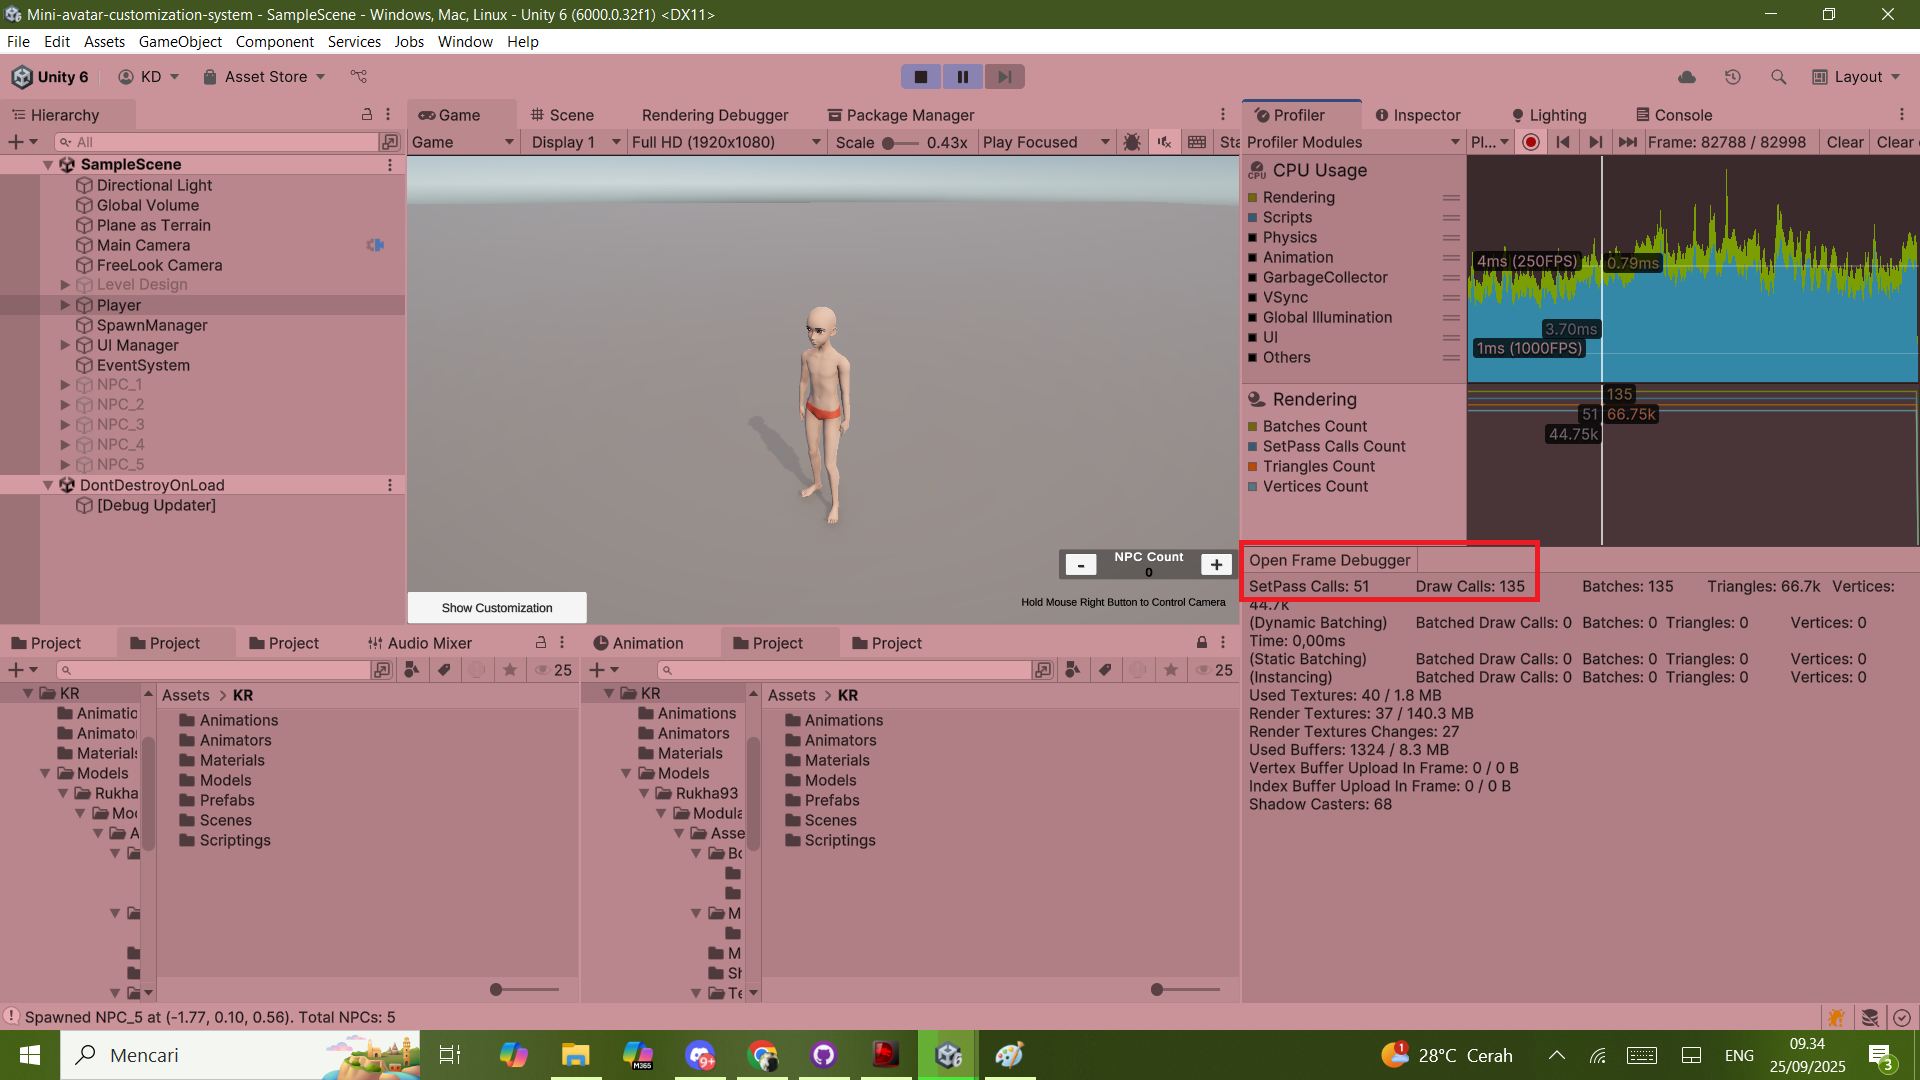 Mini-avatar-customization-system - SampleScene - Windows, Mac, Linux - Unity 6 (6000.0.32f1) <DX11>
File Edit Assets GameObject Component Services Jobs Window Help
Unity 6 KD Asset Store Layout
Hierarchy
All
SampleScene
Directional Light
Global Volume
Plane as Terrain
Main Camera
FreeLook Camera
Level Design
Player
SpawnManager
UI Manager
EventSystem
NPC_1
NPC_2
NPC_3
NPC_4
NPC_5
DontDestroyOnLoad
[Debug Updater]
Game Scene Rendering Debugger Package Manager
Game Display 1 Full HD (1920x1080) Scale 0.43x Play Focused Sta
NPC Count
- 0 +
Show Customization
Hold Mouse Right Button to Control Camera
Profiler Inspector Lighting Console
Profiler Modules Pl... Frame: 82788 / 82998 Clear Clear
CPU Usage
CPU
Rendering
Scripts
Physics
Animation
GarbageCollector
VSync
Global Illumination
UI
Others
4ms (250FPS) 0.79ms
3.70ms
1ms (1000FPS)
Rendering
Batches Count
SetPass Calls Count
Triangles Count
Vertices Count
135
51 66.75k
44.75k
Open Frame Debugger
SetPass Calls: 51 Draw Calls: 135 Batches: 135 Triangles: 66.7k Vertices:
44.7k
(Dynamic Batching) Batched Draw Calls: 0 Batches: 0 Triangles: 0 Vertices: 0
Time: 0,00ms
(Static Batching) Batched Draw Calls: 0 Batches: 0 Triangles: 0 Vertices: 0
(Instancing) Batched Draw Calls: 0 Batches: 0 Triangles: 0 Vertices: 0
Used Textures: 40 / 1.8 MB
Render Textures: 37 / 140.3 MB
Render Textures Changes: 27
Used Buffers: 1324 / 8.3 MB
Vertex Buffer Upload In Frame: 0 / 0 B
Index Buffer Upload In Frame: 0 / 0 B
Shadow Casters: 68
Project Project Project Audio Mixer
25
KR
Animatio
Animato
Materials
Models
Rukha
Mo
A
Assets > KR
Animations
Animators
Materials
Models
Prefabs
Scenes
Scriptings
Animation Project Project
25
KR
Animations
Animators
Materials
Models
Rukha93
Modula
Asse
Bo
M
M
Sh
Te
Assets > KR
Animations
Animators
Materials
Models
Prefabs
Scenes
Scriptings
Spawned NPC_5 at (-1.77, 0.10, 0.56). Total NPCs: 5
Mencari
M365
9+
6
1
28°C Cerah
ENG
09.34
25/09/2025
3